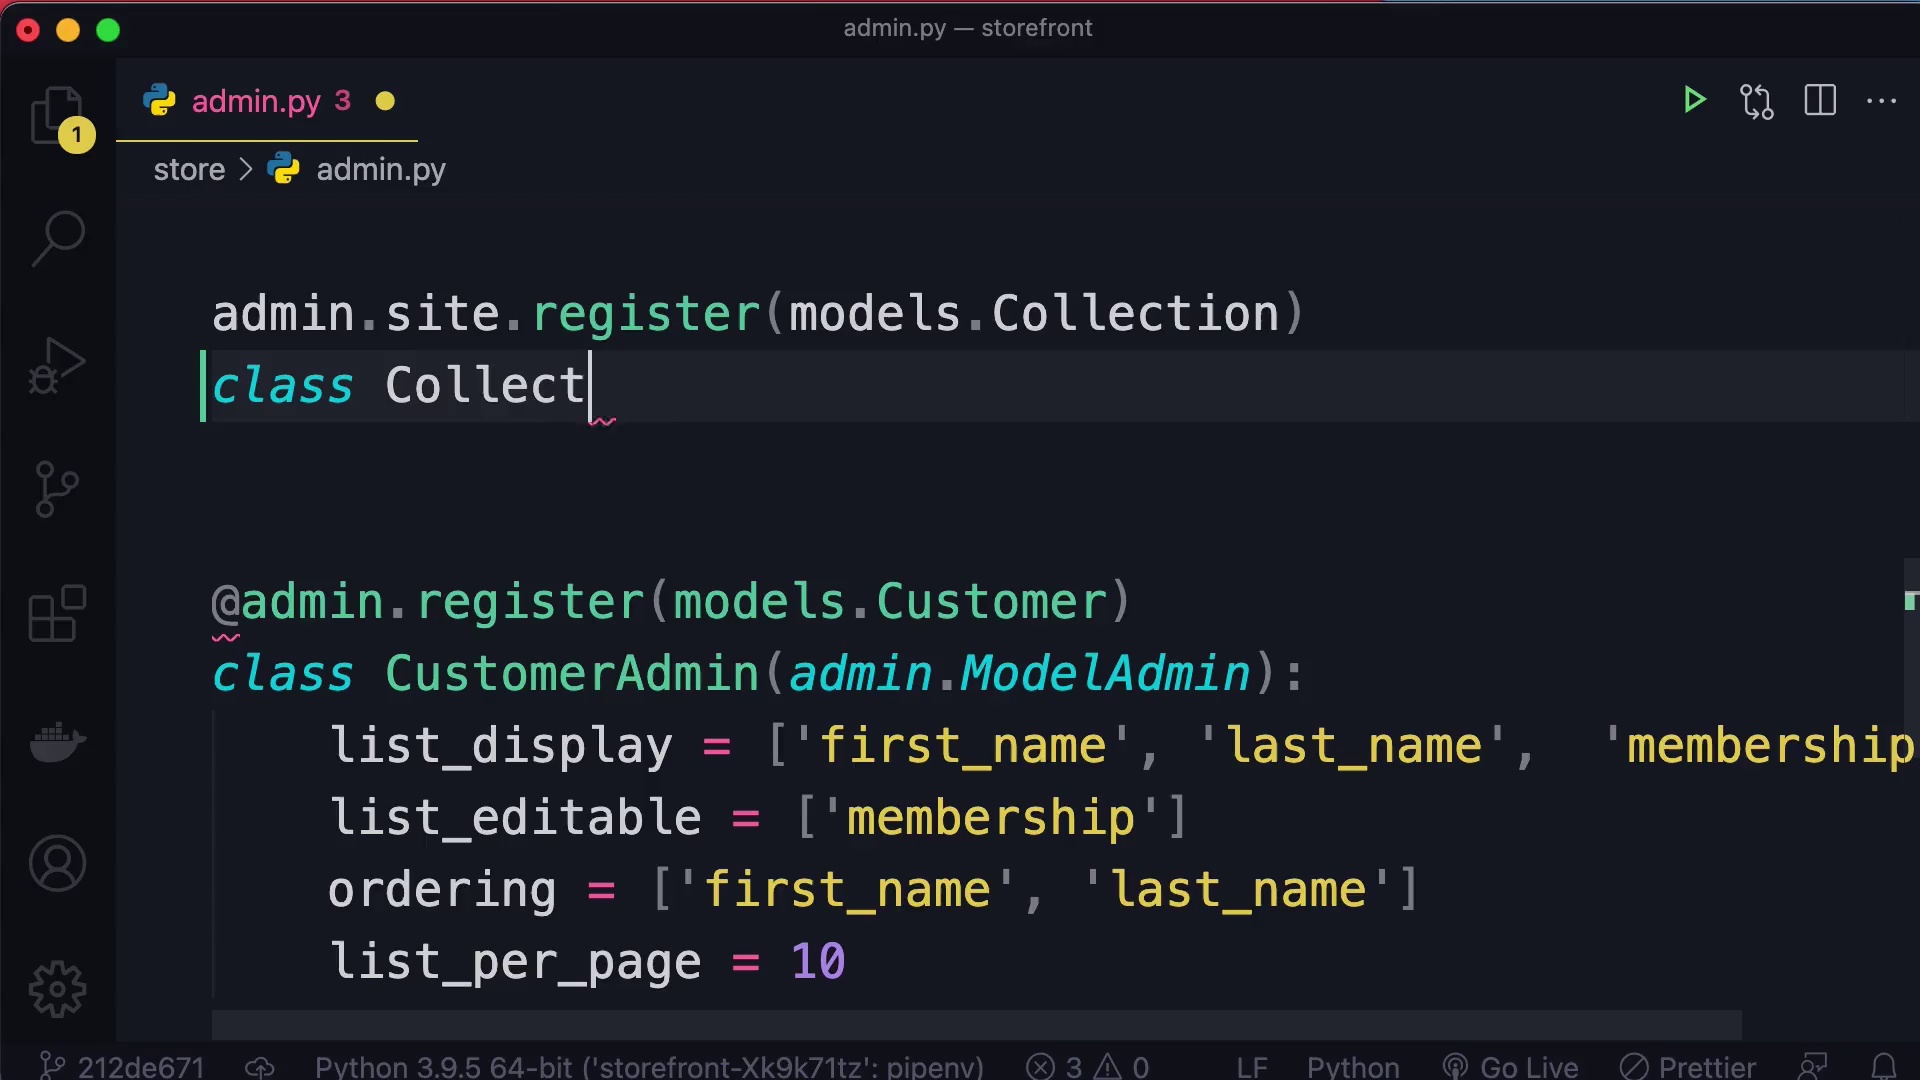 admin.py — storefront
admin.py 3
1
store > admin.py
admin.site.register(models.Collection)
class Collect
@admin.register(models.Customer)
class CustomerAdmin(admin.ModelAdmin):
list_display = ['first_name', 'last_name', 'membership
list_editable = ['membership']
ordering = ['first_name', 'last_name']
list_per_page = 10
212de671 Python 3.9.5 64-bit ('storefront-Xk9k71tz': pipenv) 3 0 LF Python Go Live Prettier